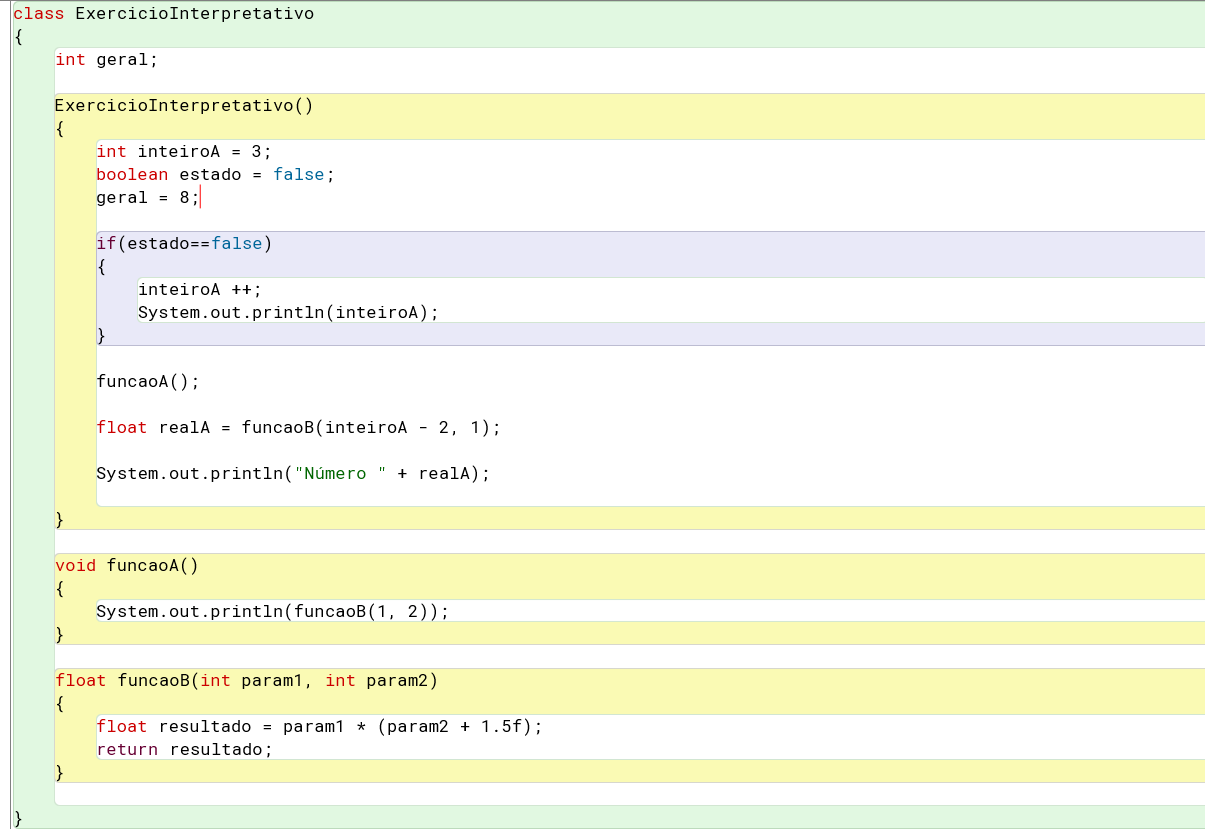 class ExercicioInterpretativo
{
    int geral;

    ExercicioInterpretativo()
    {
        int inteiroA = 3;
        boolean estado = false;
        geral = 8;

        if(estado==false)
        {
            inteiroA ++;
            System.out.println(inteiroA);
        }

        funcaoA();

        float realA = funcaoB(inteiroA - 2, 1);

        System.out.println("Número " + realA);

    }

    void funcaoA()
    {
        System.out.println(funcaoB(1, 2));
    }

    float funcaoB(int param1, int param2)
    {
        float resultado = param1 * (param2 + 1.5f);
        return resultado;
    }

}